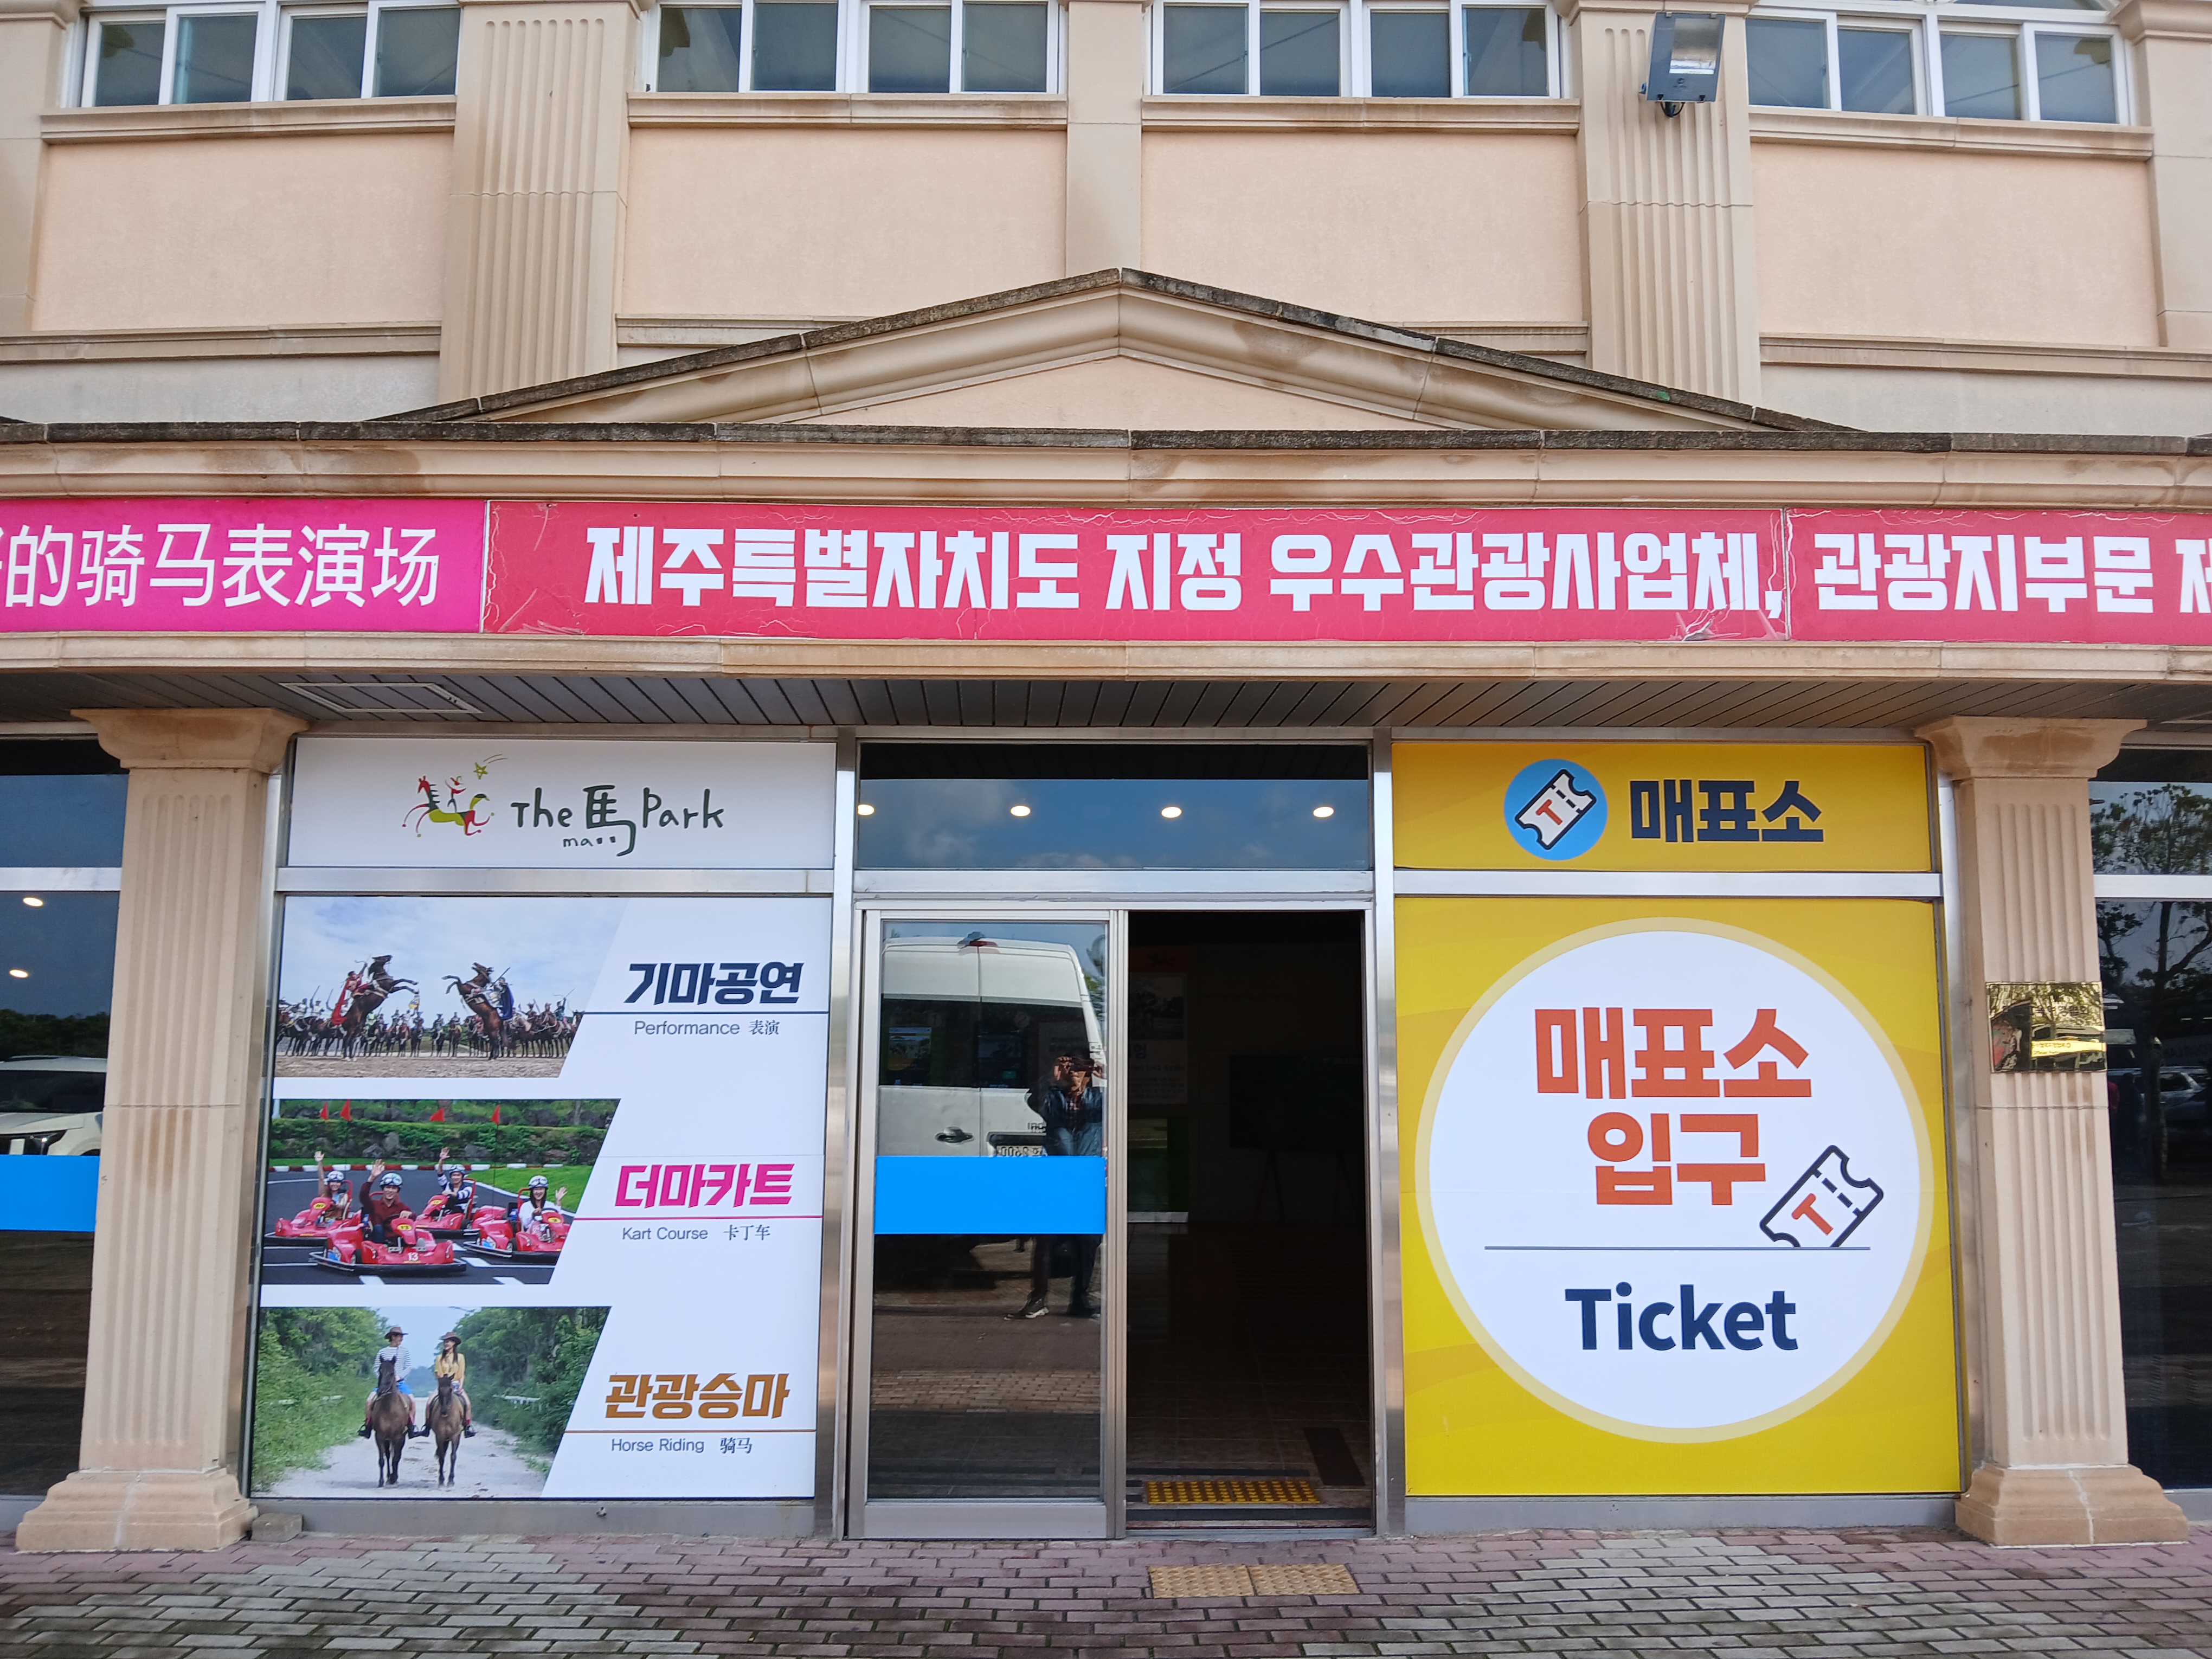 的骑马表演场
제주특별자치도 지정 우수관광사업체, 관광지부문
The 馬 Park
ma
매표소
기마공연
Performance 表演
더마카트
Kart Course 卡丁车
13
관광승마
Horse Riding 骑马
매표소
입구
T
Ticket